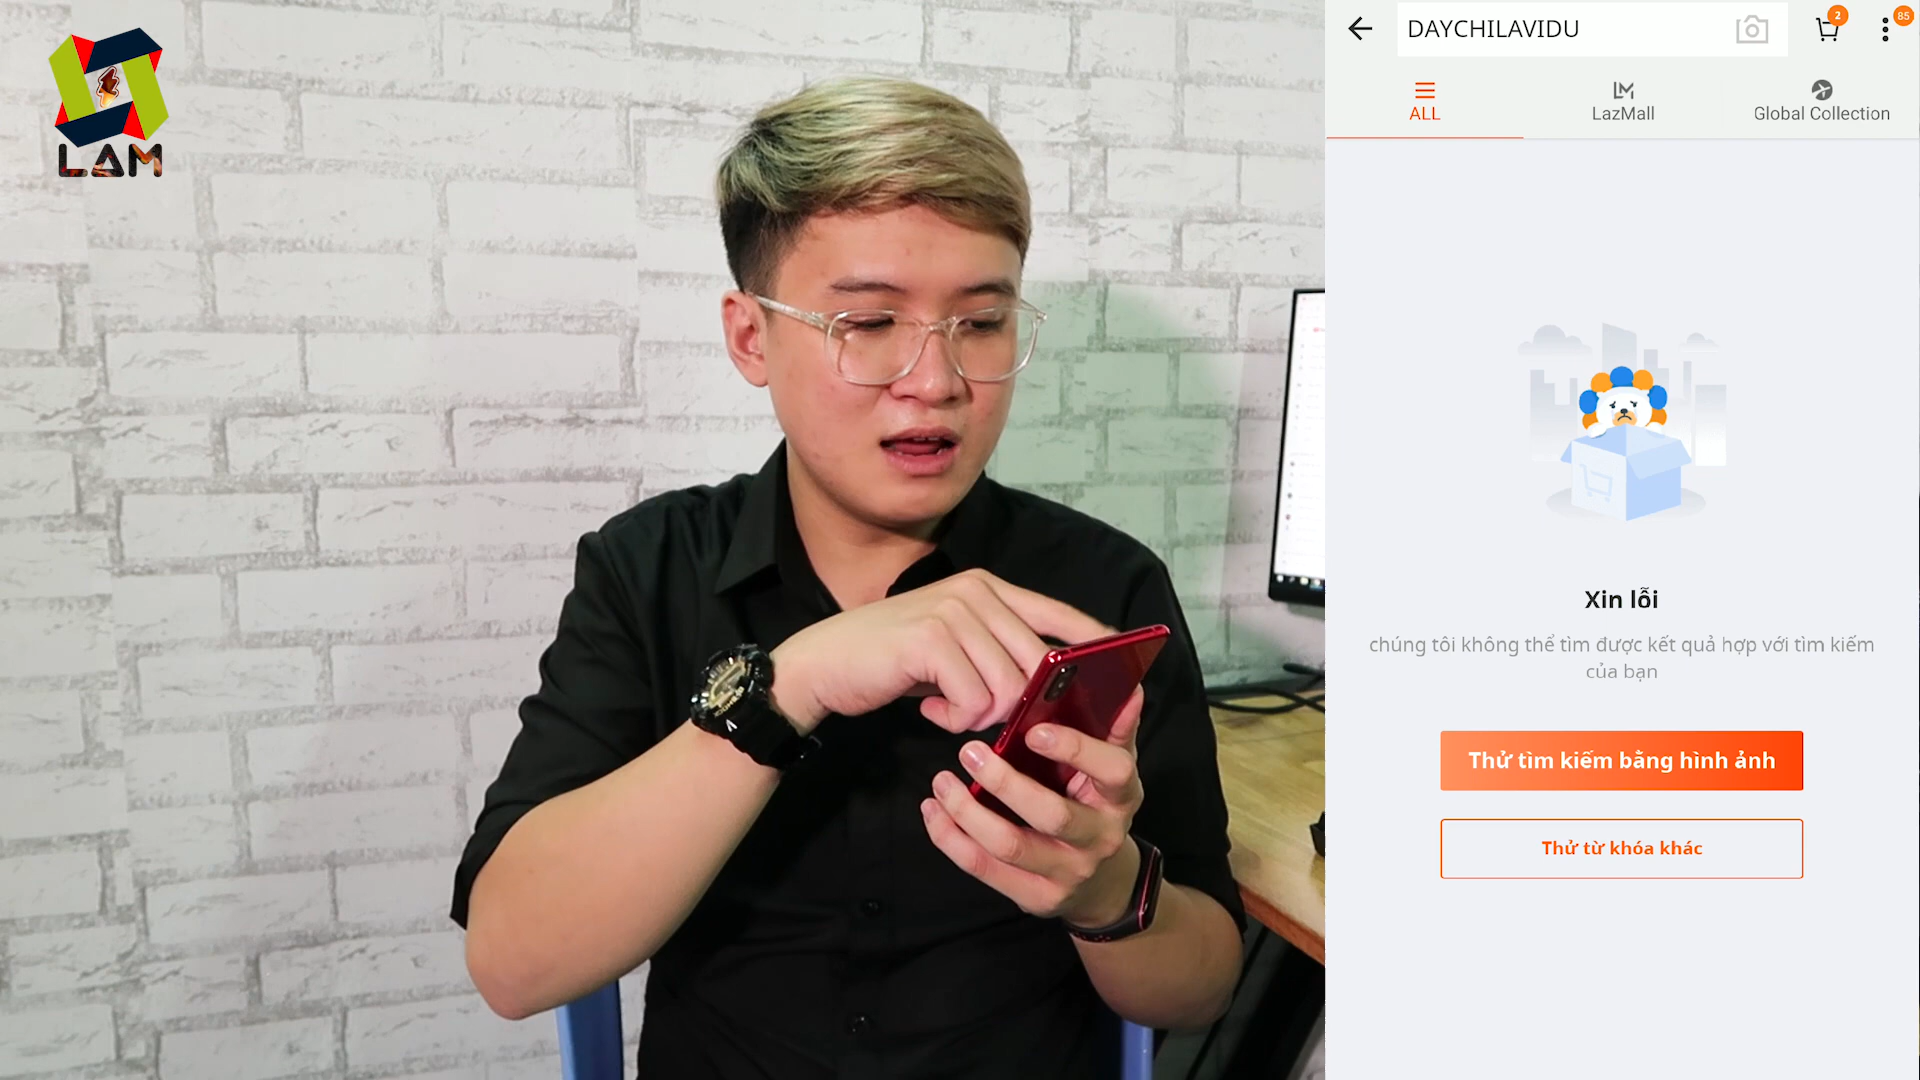 LAM
DAYCHILAVIDU
2
85
ALL
LazMall
Global Collection
Xin lỗi
chúng tôi không thể tìm được kết quả hợp với tìm kiếm
của bạn
Thử tìm kiếm bằng hình ảnh
Thử từ khóa khác